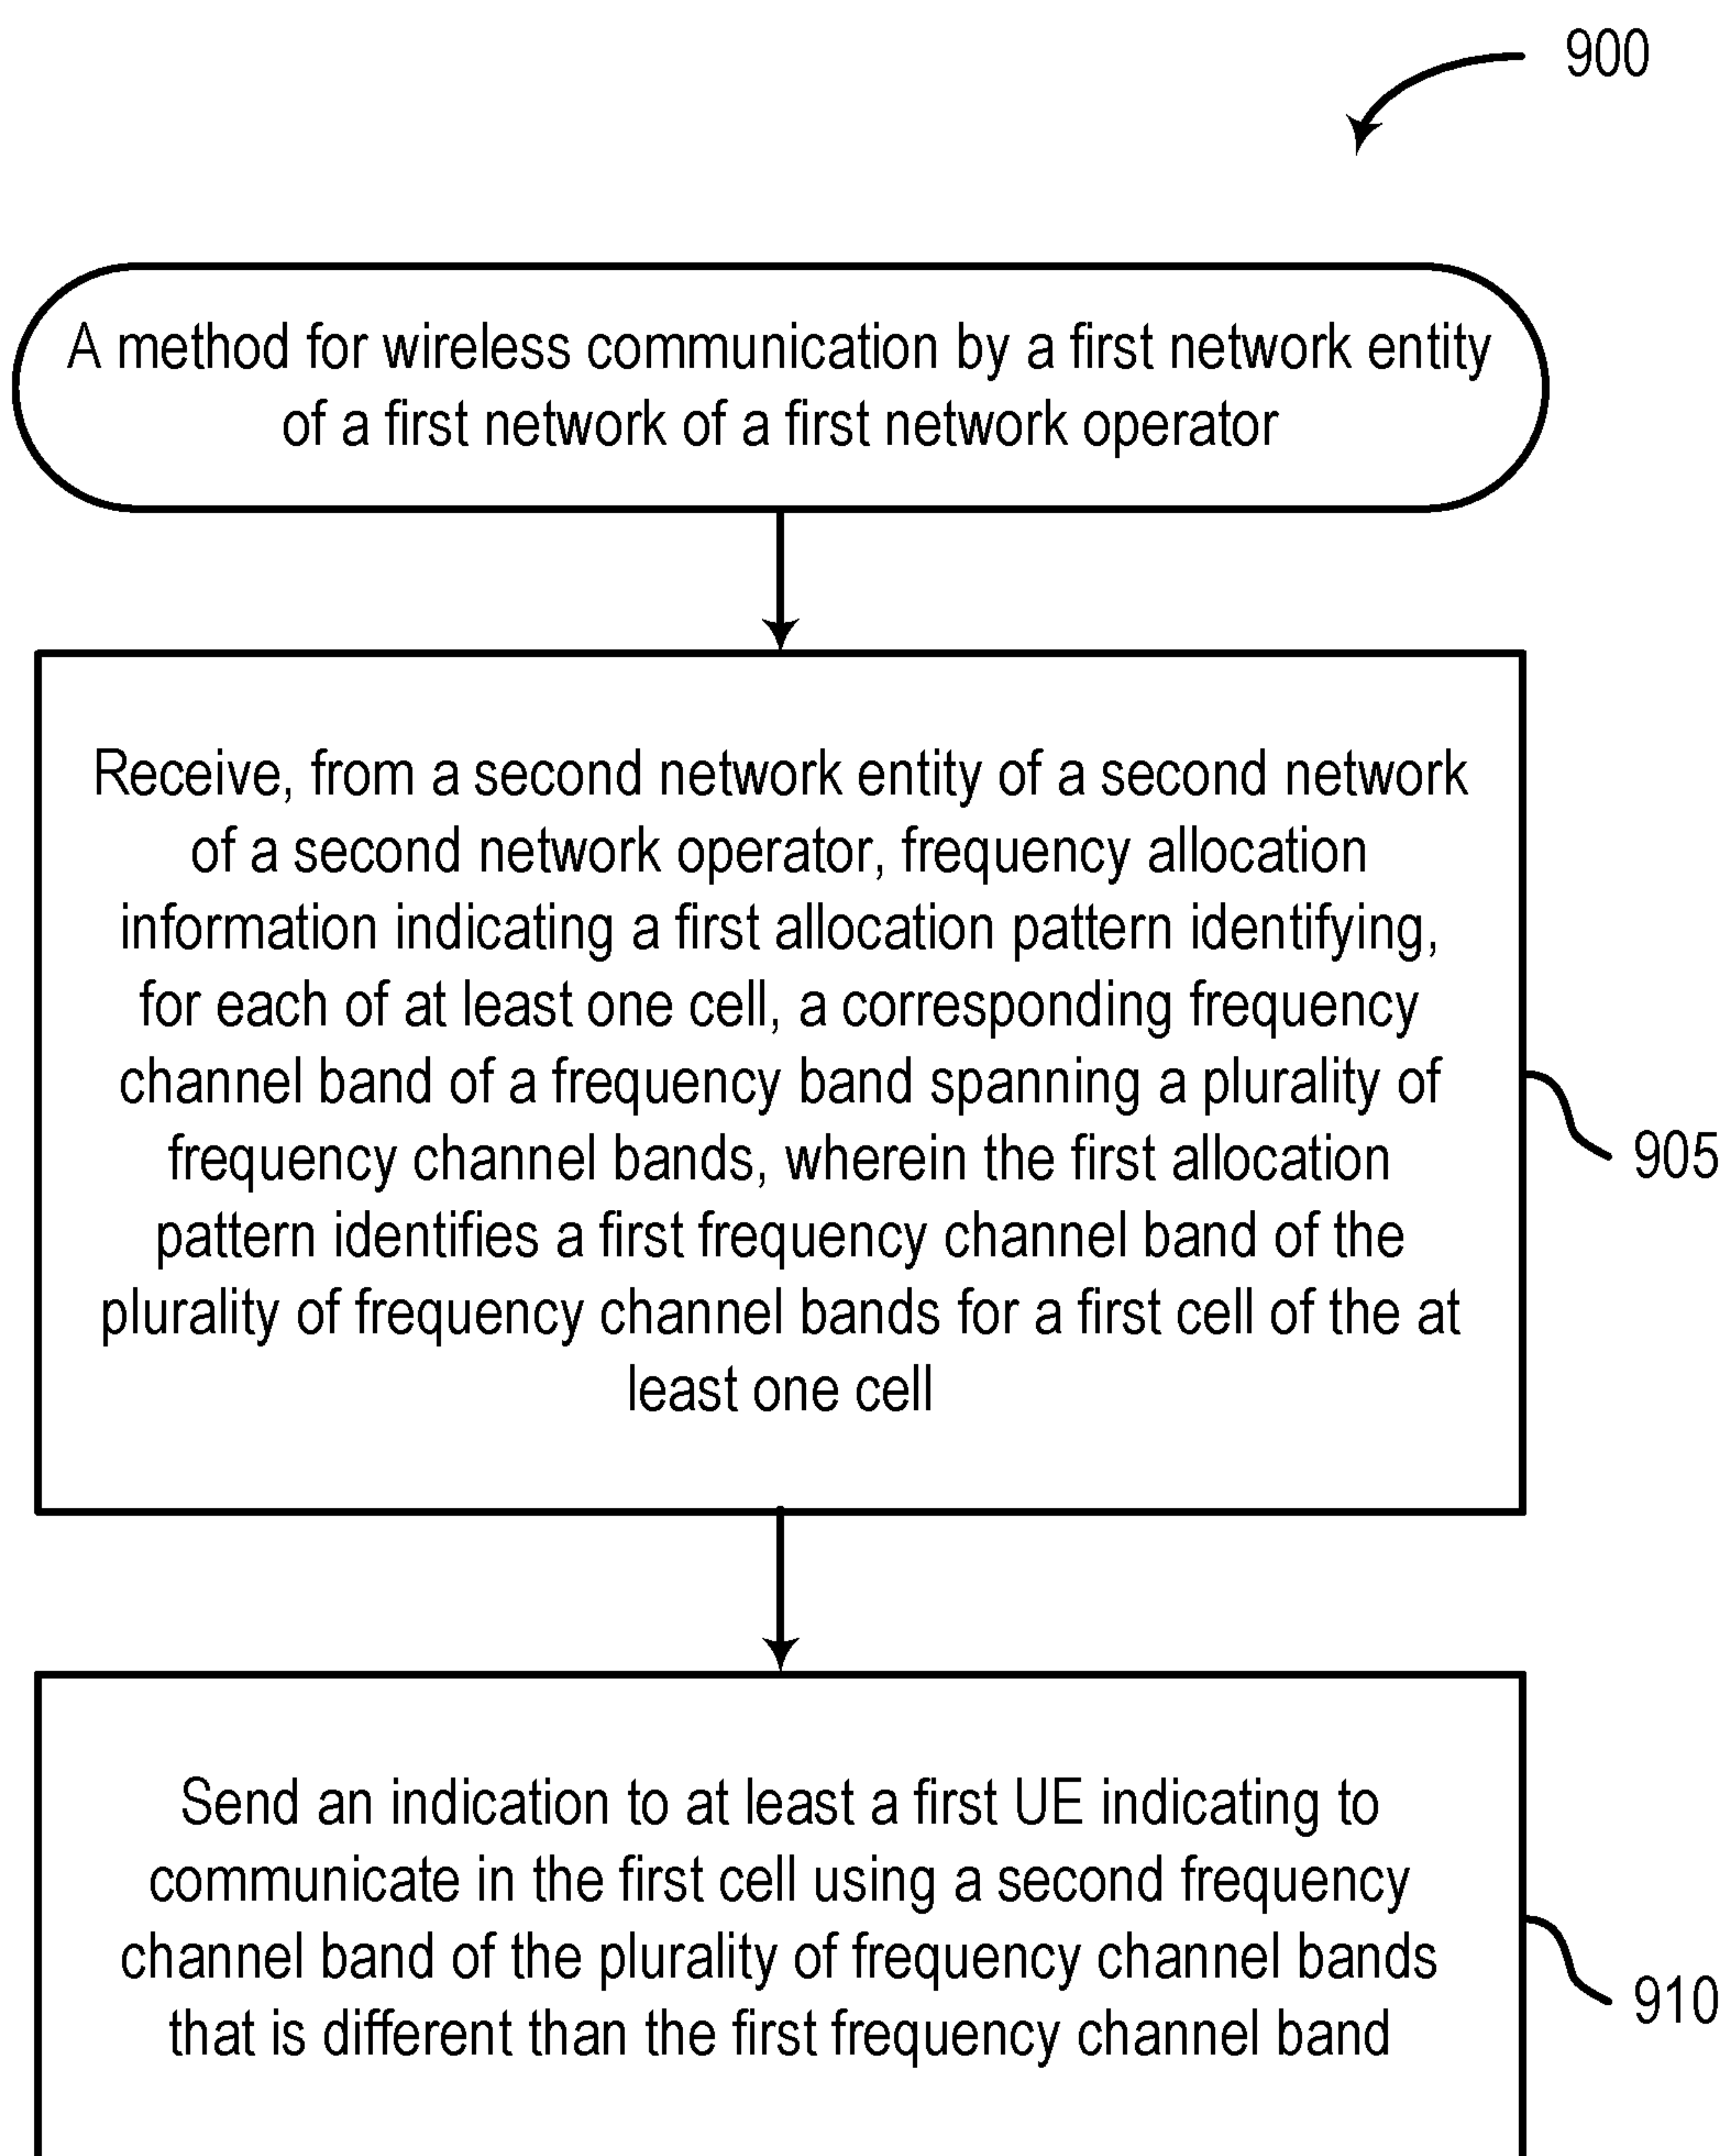 900
A method for wireless communication by a first network entity
of a first network of a first network operator
Receive, from a second network entity of a second network
of a second network operator, frequency allocation
information indicating a first allocation pattern identifying,
for each of at least one cell, a corresponding frequency
channel band of a frequency band spanning a plurality of
frequency channel bands, wherein the first allocation
pattern identifies a first frequency channel band of the
plurality of frequency channel bands for a first cell of the at
least one cell
905
Send an indication to at least a first UE indicating to
communicate in the first cell using a second frequency
channel band of the plurality of frequency channel bands
that is different than the first frequency channel band
910